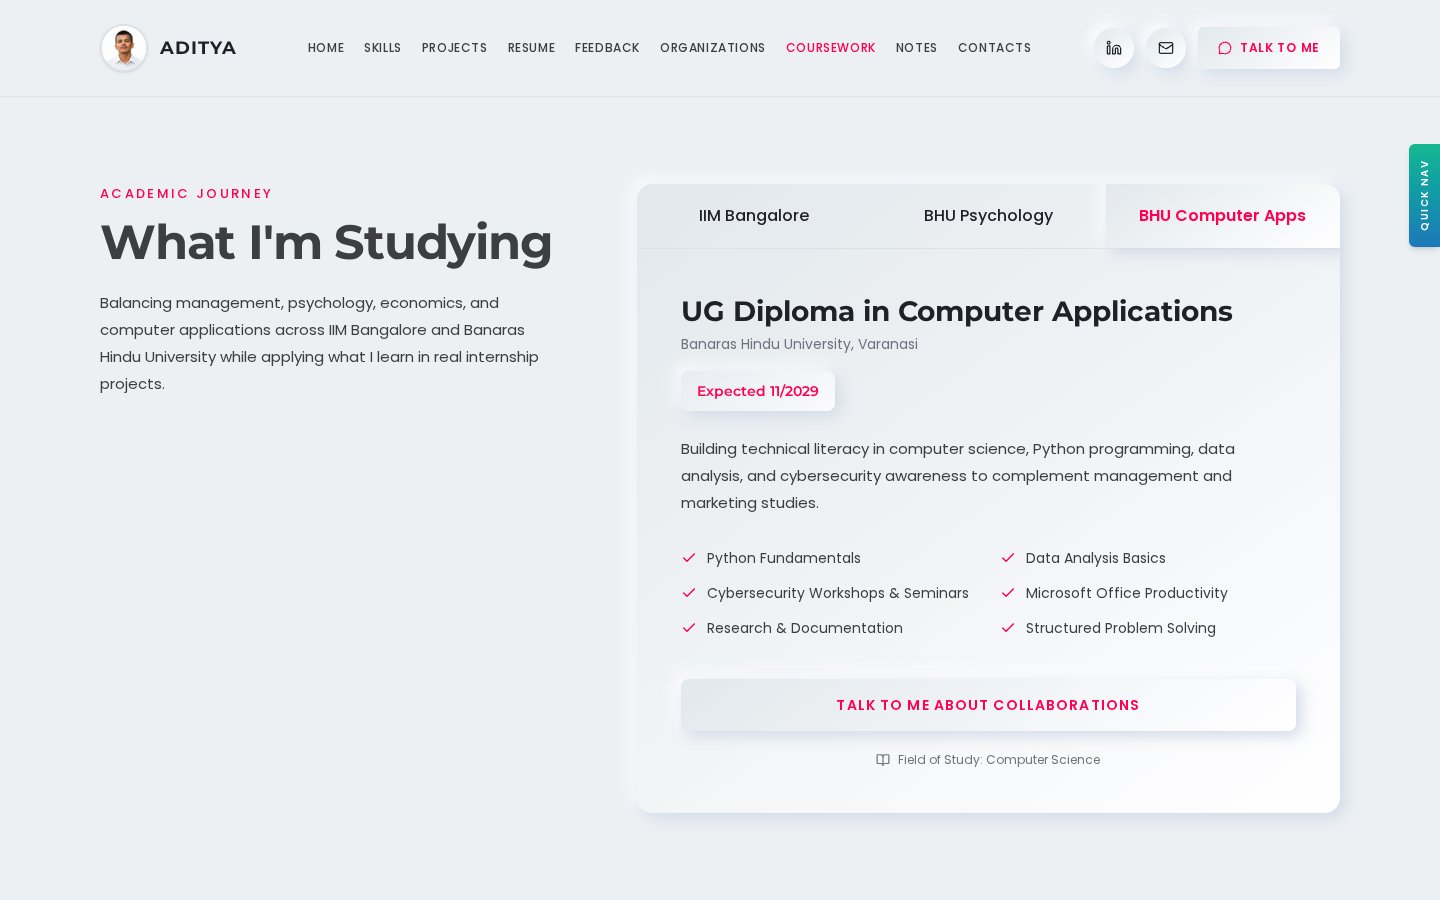 ADITYA
HOME
SKILLS
PROJECTS
RESUME
FEEDBACK
ORGANIZATIONS
COURSEWORK
NOTES
CONTACTS
TALK TO ME
QUICK NAV
ACADEMIC JOURNEY
What I'm Studying
Balancing management, psychology, economics, and
computer applications across IIM Bangalore and Banaras
Hindu University while applying what I learn in real internship
projects.
IIM Bangalore
BHU Psychology
BHU Computer Apps
UG Diploma in Computer Applications
Banaras Hindu University, Varanasi
Expected 11/2029
Building technical literacy in computer science, Python programming, data
analysis, and cybersecurity awareness to complement management and
marketing studies.
Python Fundamentals
Data Analysis Basics
Cybersecurity Workshops & Seminars
Microsoft Office Productivity
Research & Documentation
Structured Problem Solving
TALK TO ME ABOUT COLLABORATIONS
Field of Study: Computer Science